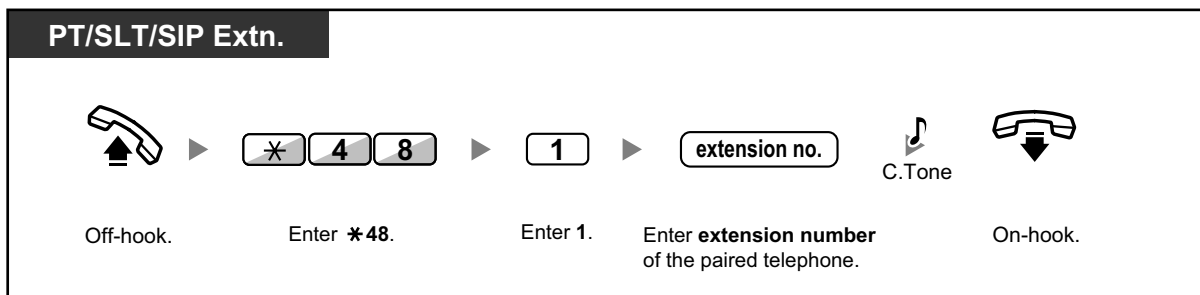 PT/SLT/SIP Extn.
* 4 8
1
extension no.
C.Tone
Off-hook.
Enter *48.
Enter 1.
Enter extension number
of the paired telephone.
On-hook.